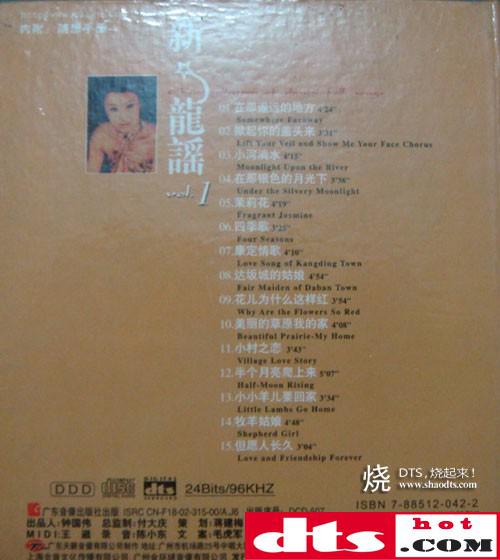 新
龍謡
vol. 1
01.在那遥远的地方 4'24"
Somewhere Faraway
02.掀起你的盖头来 3'31"
Lift Your Veil and Show Me Your Face Chorus
03.小河淌水 4'15"
Moonlight Upon the River
04.在那银色的月光下 3'58"
Under the Silvery Moonlight
05.茉莉花 4'19"
Fragrant Jasmine
06.四季歌 3'25"
Four Seasons
07.康定情歌 4'10"
Love Song of Kangding Town
08.达坂城的姑娘 4'54"
Fair Maiden of Daban Town
09.花儿为什么这样红 3'54"
Why Are the Flowers So Red
10.美丽的草原我的家 4'08"
Beautiful Prairie-My Home
11.小村之恋 3'43"
Village Love Story
12.半个月亮爬上来 5'07"
Half-Moon Rising
13.小小羊儿要回家 3'34"
Little Lambs Go Home
14.牧羊姑娘 4'48"
Shepherd Girl
15.但愿人长久 3'04"
Love and Friendship Forever
烧 DTS,烧起来!
www.shaodts.com
DDD disc DIGITAL dts 24Bits/96KHZ
ISBN 7-88512-042-2
广东音像出版社出版 ISRC CN-F18-02-315-00/A.J6
出品人:钟国伟 总监制:付大庆 策划:蒋建梅
MIDI:王 录音:陈小东 文案:毛虎军
dts
hot
.com